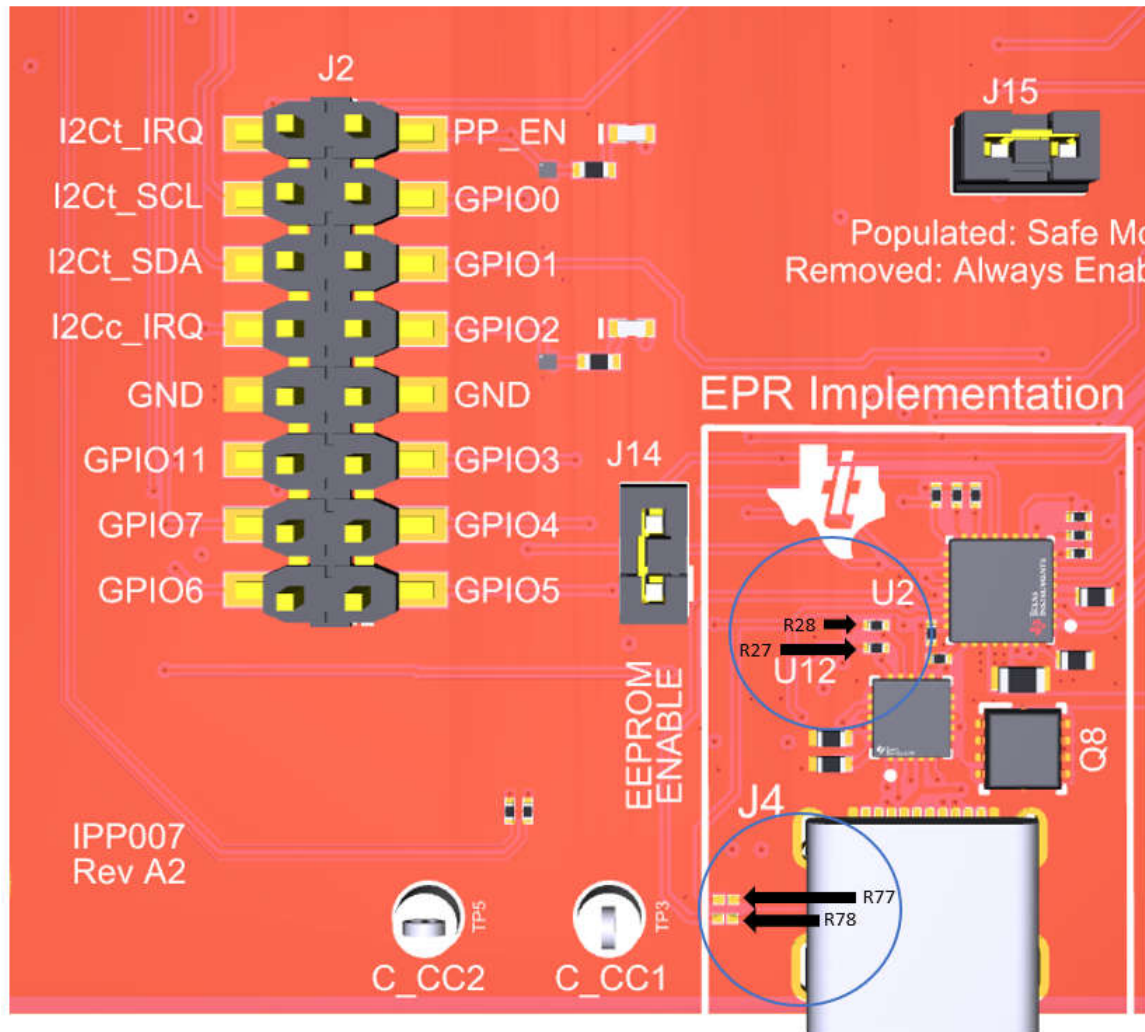 J2
I2Ct_IRQ PP_EN
I2Ct_SCL GPIO0
I2Ct_SDA GPIO1
I2Cc_IRQ GPIO2
GND GND
GPIO11 GPIO3
GPIO7 GPIO4
GPIO6 GPIO5
J15
Populated: Safe Mo
Removed: Always Enab
EPR Implementation
J14
EEPROM
ENABLE
U2
R28
R27
U12
Q8
J4
R77
R78
IPP007
Rev A2
TP5
C_CC2
TP3
C_CC1